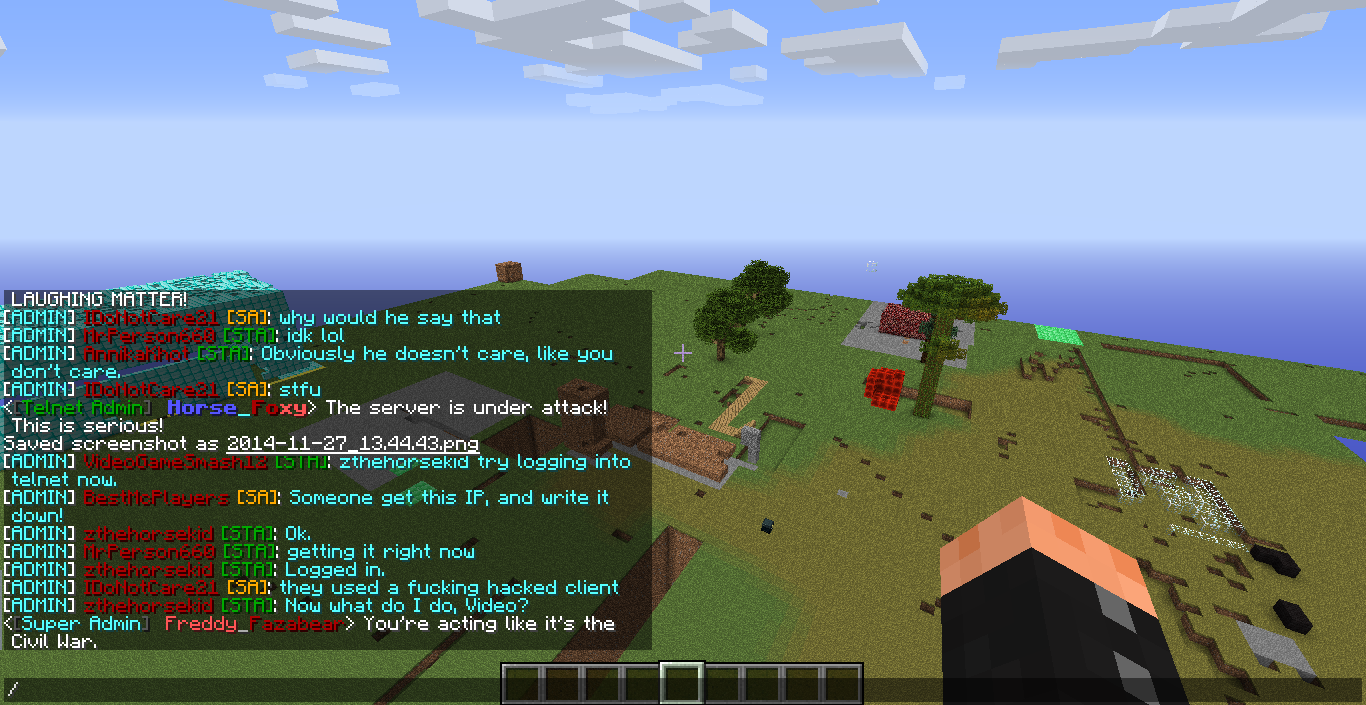 LAUGHING MATTER!
[ADMIN] IDoNotCare21 [SA]: why would he say that
[ADMIN] MrPerson660 [STA]: idk lol
[ADMIN] AnnikaKhot [STA]: Obviously he doesn't care, like you
don't care.
[ADMIN] IDoNotCare21 [SA]: stfu
<[Telnet Admin] Horse_Foxy> The server is under attack!
This is serious!
Saved screenshot as 2014-11-27_13.44.43.png
[ADMIN] VideoGameSmash12 [STA]: zthehorsekid try logging into
telnet now.
[ADMIN] BestMcPlayers [SA]: Someone get this IP, and write it
down!
[ADMIN] zthehorsekid [STA]: Ok.
[ADMIN] MrPerson660 [STA]: getting it right now
[ADMIN] zthehorsekid [STA]: Logged in.
[ADMIN] IDoNotCare21 [SA]: they used a fucking hacked client
[ADMIN] zthehorsekid [STA]: Now what do I do, Video?
<[Super Admin] Freddy_Fazabear> You're acting like it's the
Civil War.
/